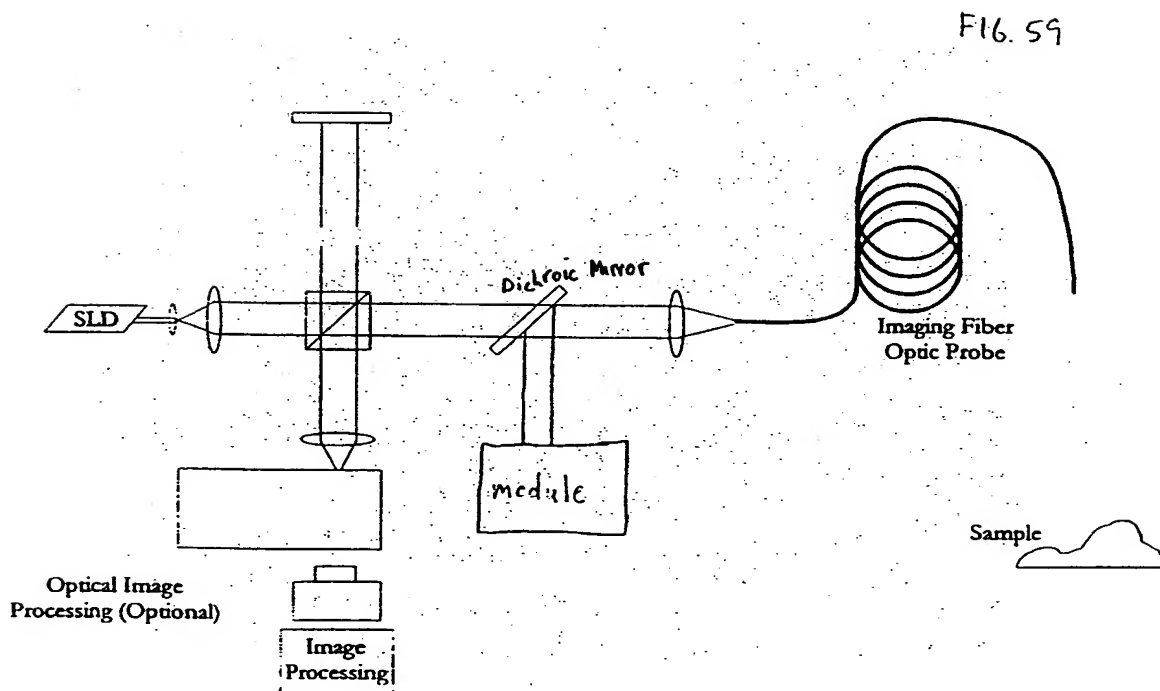 FIG. 59
Dichroic Mirror
SLD
Imaging Fiber
Optic Probe
module
Sample
Optical Image
Processing (Optional)
Image
Processing